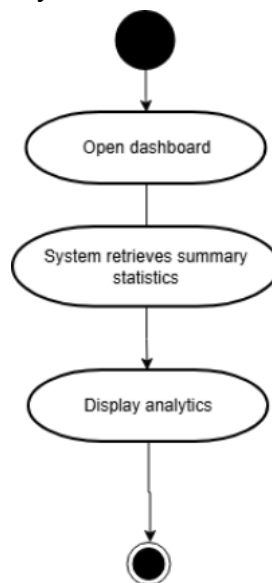 Open dashboard
System retrieves summary
statistics
Display analytics